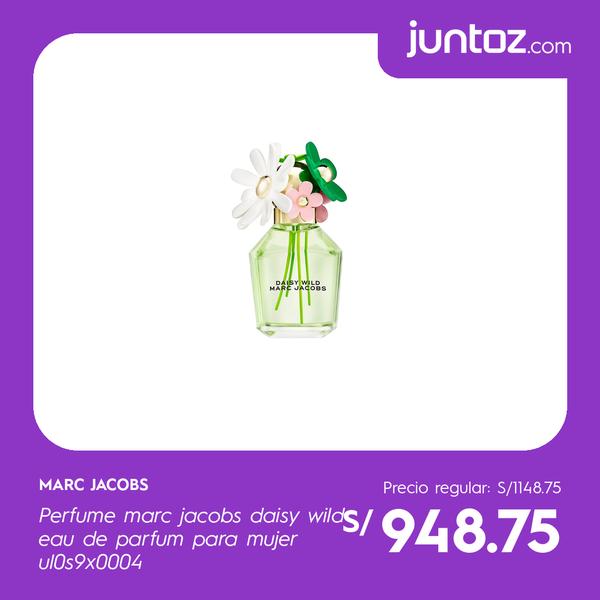 juntoz.com
DAISY WILD
MARC JACOBS
MARC JACOBS
Perfume marc jacobs daisy wild
eau de parfum para mujer
ul0s9x0004
Precio regular: S/1148.75
S/ 948.75